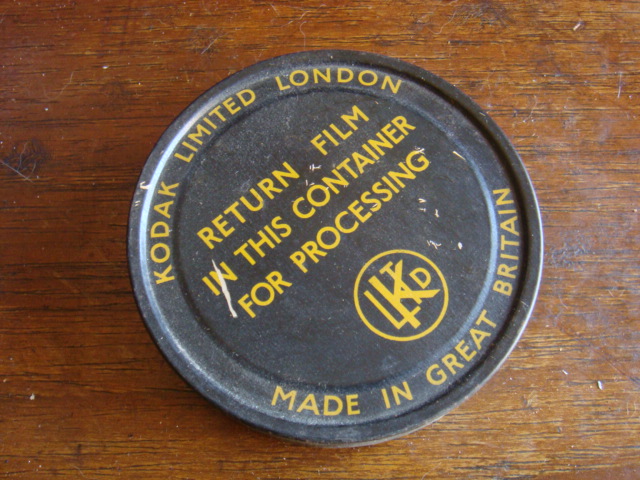 KODAK LIMITED LONDON
RETURN FILM
IN THIS CONTAINER
FOR PROCESSING
KLTD
MADE IN GREAT BRITAIN